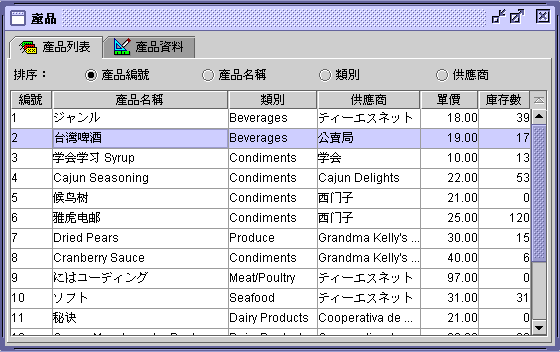 產品
產品列表 產品資料
排序： 產品編號 產品名稱 類別 供應商
編號 產品名稱 類別 供應商 單價 庫存數
1 ジャンル Beverages ティーエスネット 18.00 39
2 台湾啤酒 Beverages 公賣局 19.00 17
3 学会学习 Syrup Condiments 学会 10.00 13
4 Cajun Seasoning Condiments Cajun Delights 22.00 53
5 候鸟树 Condiments 西门子 21.00 0
6 雅虎电邮 Condiments 西门子 25.00 120
7 Dried Pears Produce Grandma Kelly's ... 30.00 15
8 Cranberry Sauce Condiments Grandma Kelly's ... 40.00 6
9 にはコーディング Meat/Poultry ティーエスネット 97.00 0
10 ソフト Seafood ティーエスネット 31.00 31
11 秘诀 Dairy Products Cooperativa de ... 21.00 0